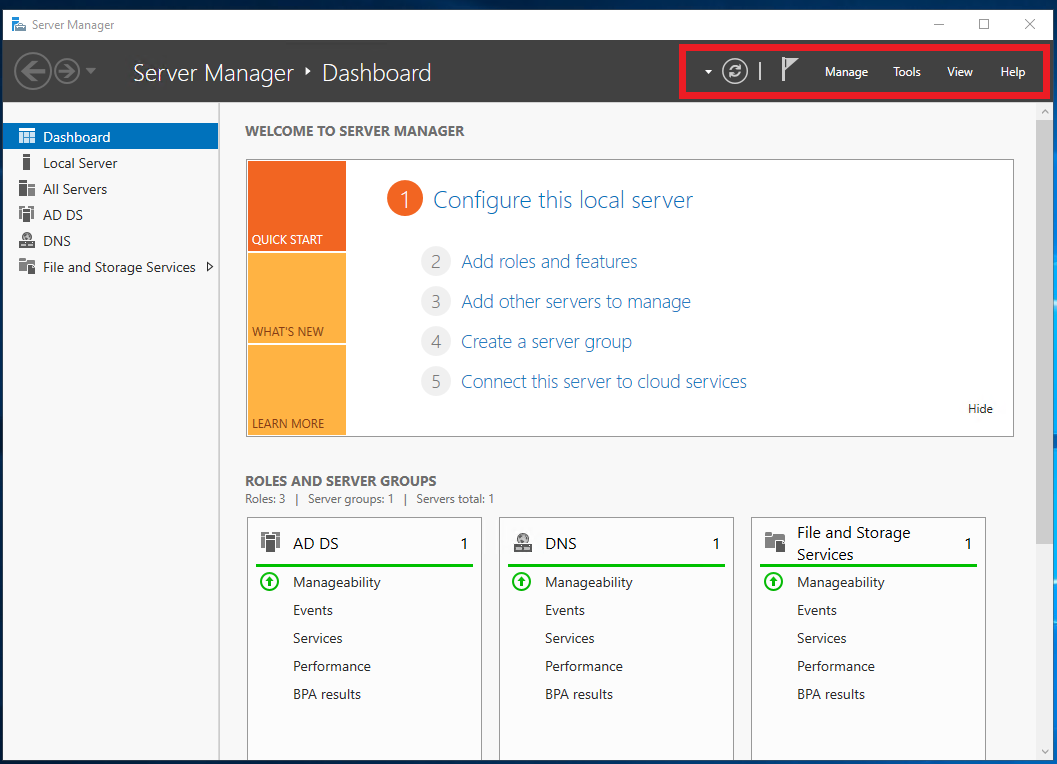 Server Manager
Server Manager ‣ Dashboard
Manage Tools View Help
Dashboard
Local Server
All Servers
AD DS
DNS
File and Storage Services
WELCOME TO SERVER MANAGER
QUICK START
WHAT'S NEW
LEARN MORE
1 Configure this local server
2 Add roles and features
3 Add other servers to manage
4 Create a server group
5 Connect this server to cloud services
Hide
ROLES AND SERVER GROUPS
Roles: 3 | Server groups: 1 | Servers total: 1
AD DS 1
Manageability
Events
Services
Performance
BPA results
DNS 1
Manageability
Events
Services
Performance
BPA results
File and Storage
Services 1
Manageability
Events
Services
Performance
BPA results